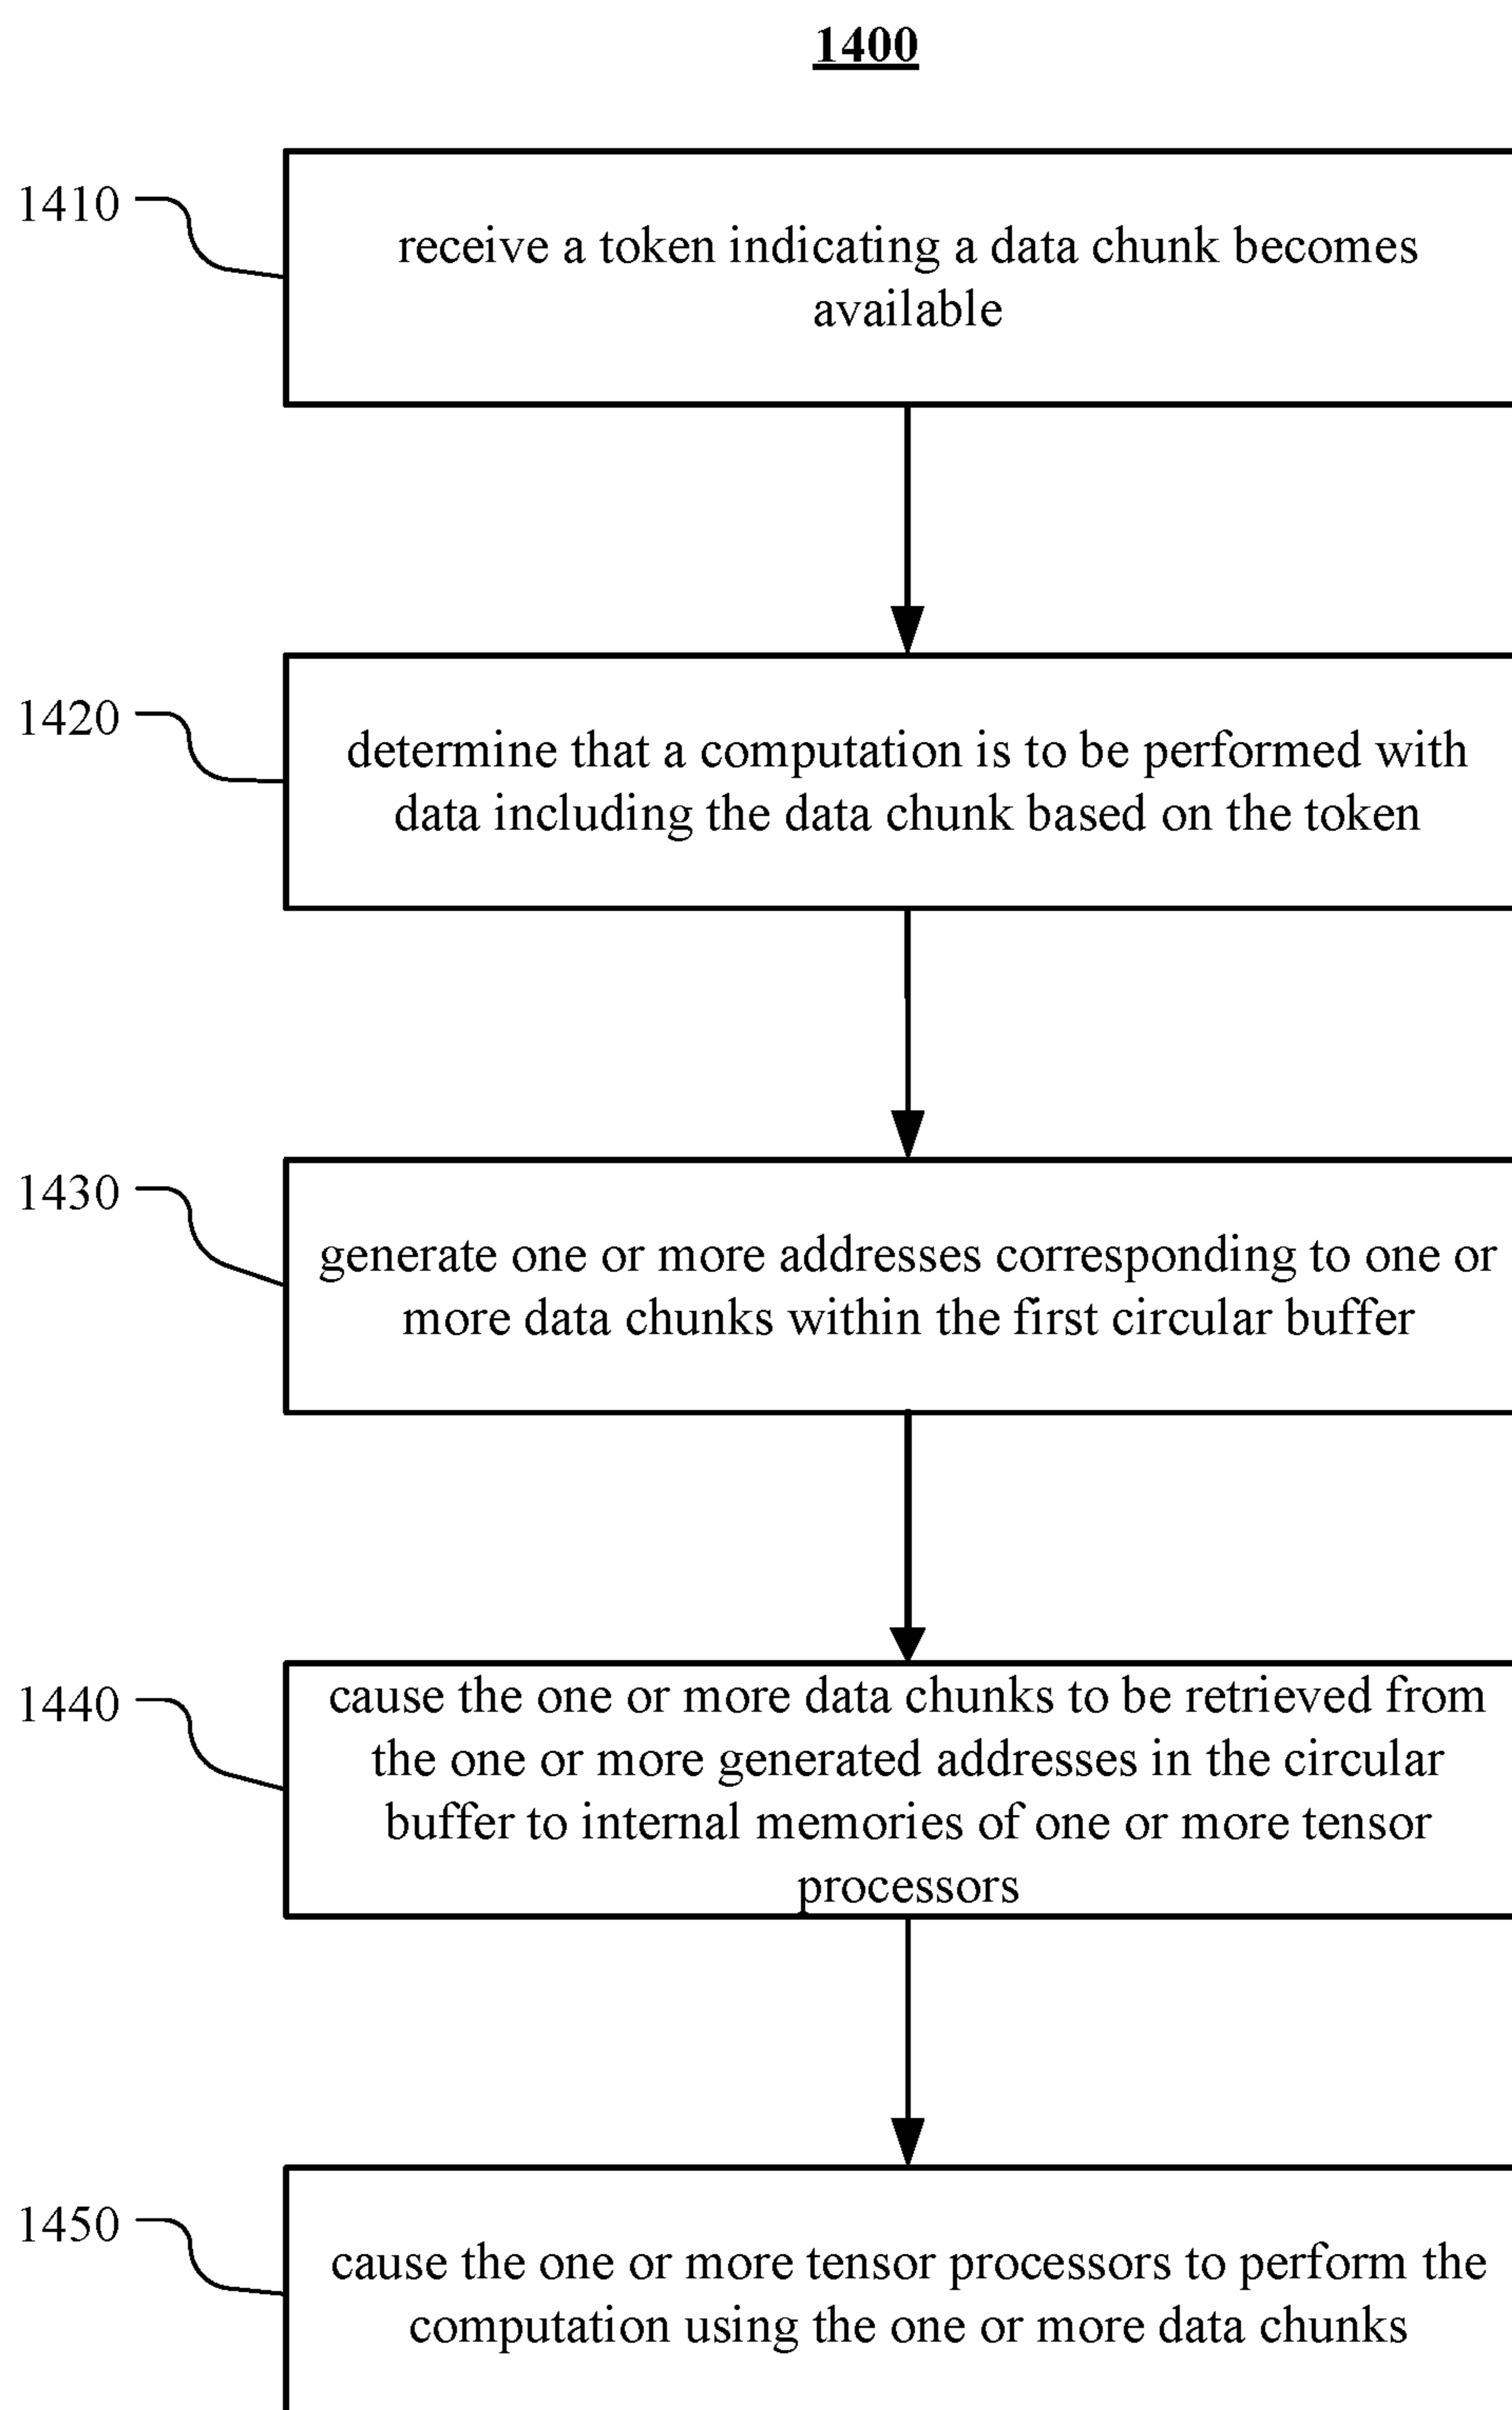 1400
1410
receive a token indicating a data chunk becomes
available
1420
determine that a computation is to be performed with
data including the data chunk based on the token
1430
generate one or more addresses corresponding to one or
more data chunks within the first circular buffer
1440
cause the one or more data chunks to be retrieved from
the one or more generated addresses in the circular
buffer to internal memories of one or more tensor
processors
1450
cause the one or more tensor processors to perform the
computation using the one or more data chunks